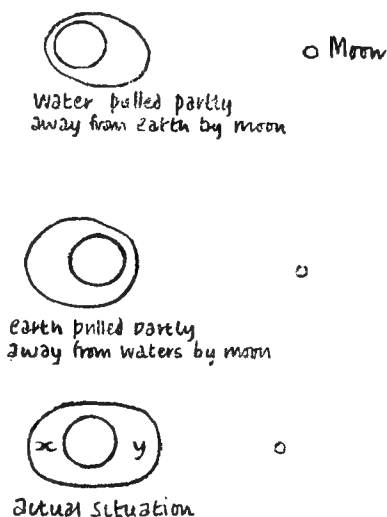 Moon
Water pulled partly
away from earth by moon
earth pulled partly
away from waters by moon
x y
actual situation